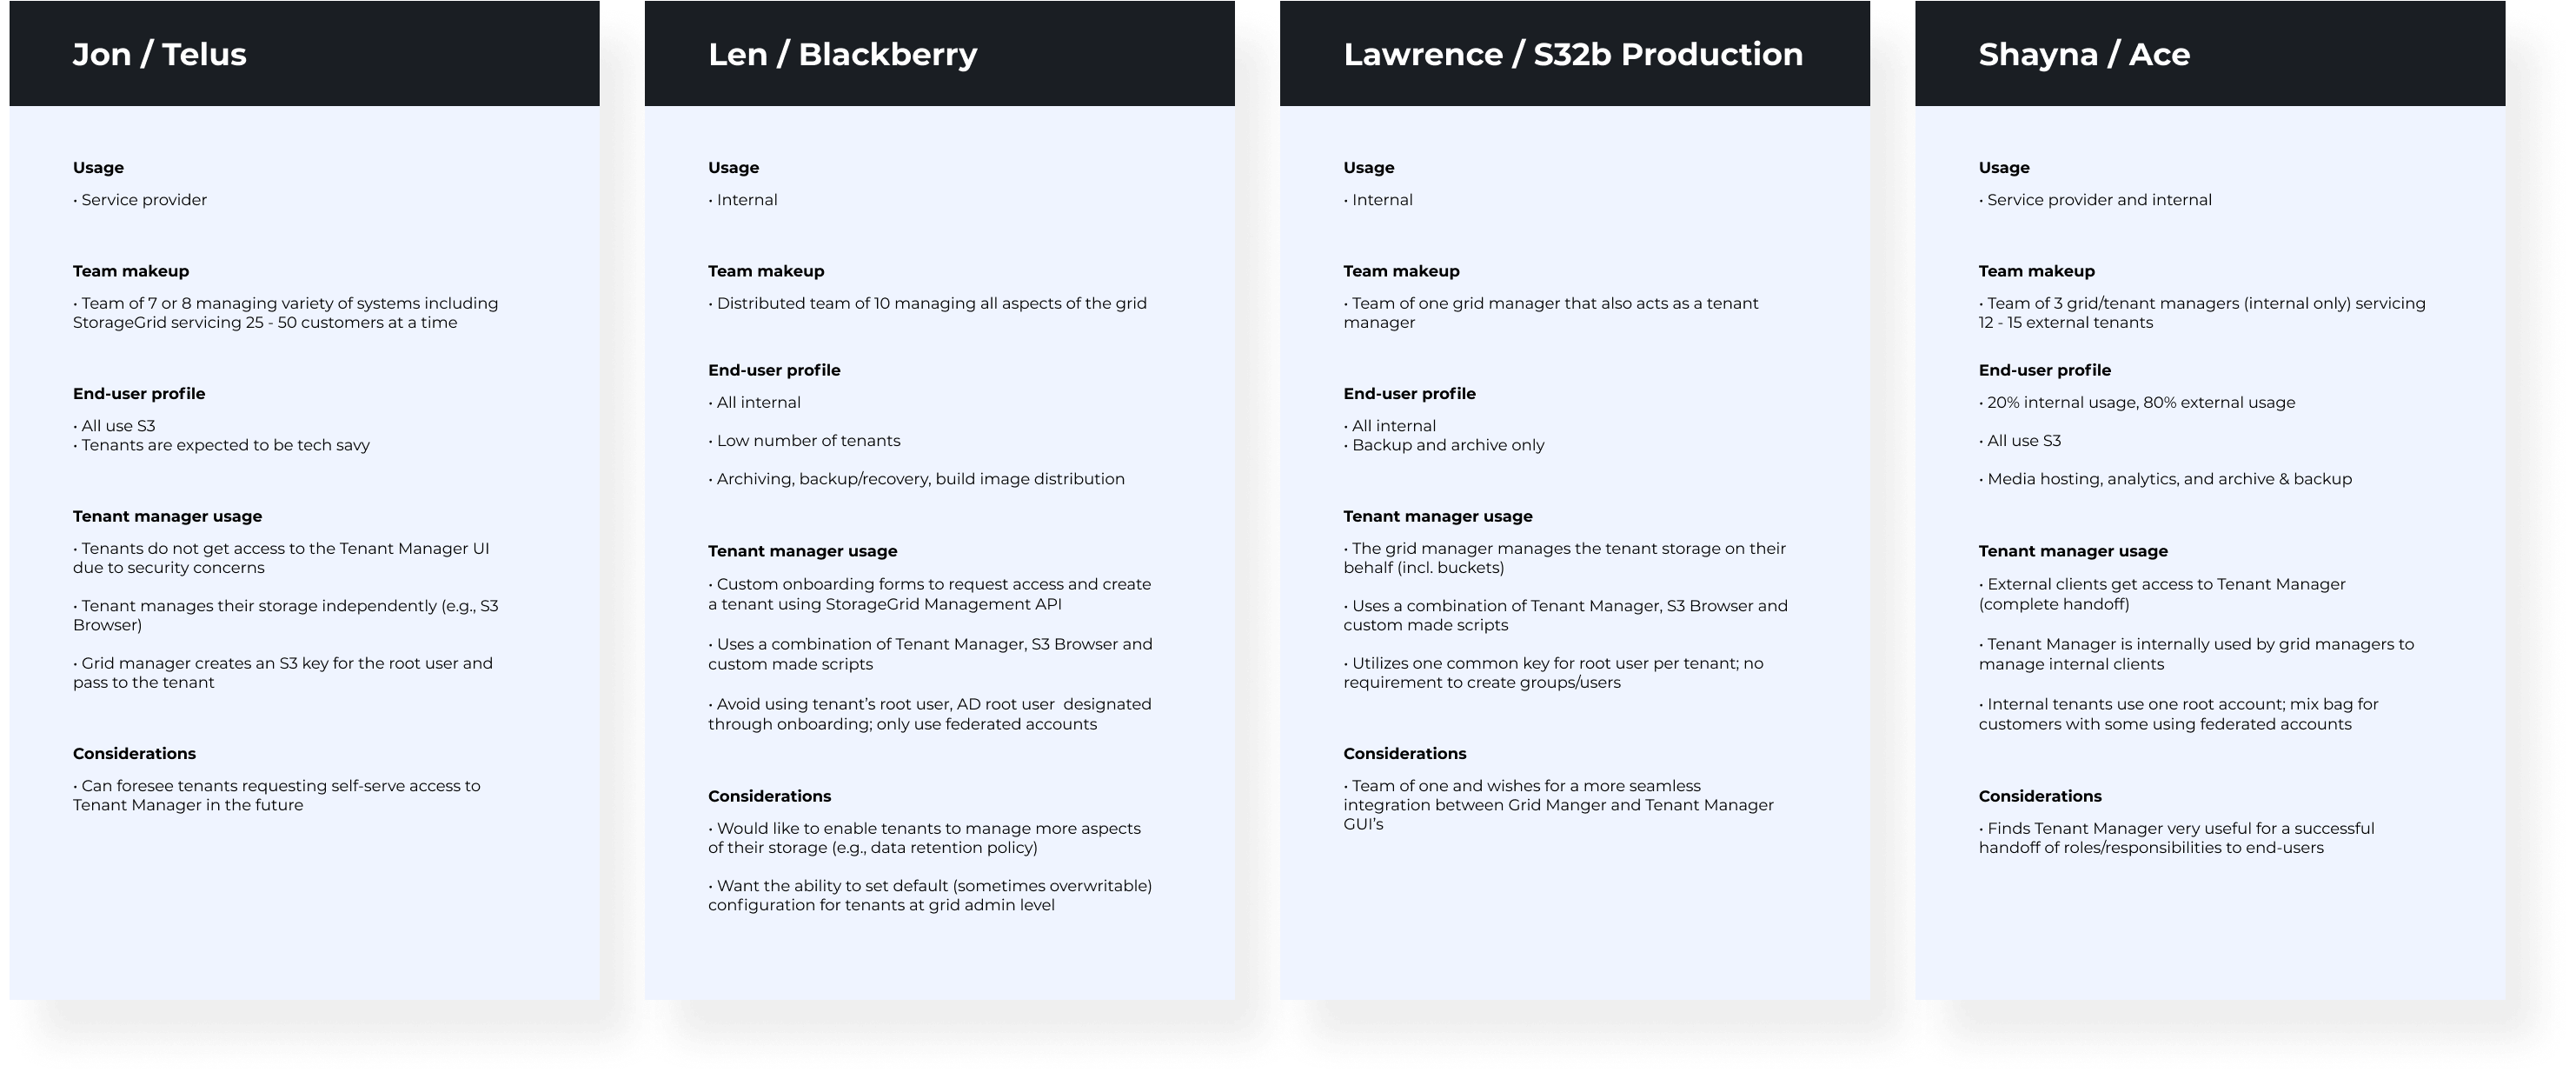 Jon / Telus
Usage
• Service provider
Team makeup
• Team of 7 or 8 managing variety of systems including
StorageGrid servicing 25 - 50 customers at a time
End-user profile
• All use S3
• Tenants are expected to be tech savy
Tenant manager usage
• Tenants do not get access to the Tenant Manager UI
due to security concerns
• Tenant manages their storage independently (e.g., S3
Browser)
• Grid manager creates an S3 key for the root user and
pass to the tenant
Considerations
• Can foresee tenants requesting self-serve access to
Tenant Manager in the future
Len / Blackberry
Usage
• Internal
Team makeup
• Distributed team of 10 managing all aspects of the grid
End-user profile
• All internal
• Low number of tenants
• Archiving, backup/recovery, build image distribution
Tenant manager usage
• Custom onboarding forms to request access and create
a tenant using StorageGrid Management API
• Uses a combination of Tenant Manager, S3 Browser and
custom made scripts
• Avoid using tenant’s root user, AD root user  designated
through onboarding; only use federated accounts
Considerations
• Would like to enable tenants to manage more aspects
of their storage (e.g., data retention policy)
• Want the ability to set default (sometimes overwritable)
configuration for tenants at grid admin level
Lawrence / S32b Production
Usage
• Internal
Team makeup
• Team of one grid manager that also acts as a tenant
manager
End-user profile
• All internal
• Backup and archive only
Tenant manager usage
• The grid manager manages the tenant storage on their
behalf (incl. buckets)
• Uses a combination of Tenant Manager, S3 Browser and
custom made scripts
• Utilizes one common key for root user per tenant; no
requirement to create groups/users
Considerations
• Team of one and wishes for a more seamless
integration between Grid Manger and Tenant Manager
GUI’s
Shayna / Ace
Usage
• Service provider and internal
Team makeup
• Team of 3 grid/tenant managers (internal only) servicing
12 - 15 external tenants
End-user profile
• 20% internal usage, 80% external usage
• All use S3
• Media hosting, analytics, and archive & backup
Tenant manager usage
• External clients get access to Tenant Manager
(complete handoff)
• Tenant Manager is internally used by grid managers to
manage internal clients
• Internal tenants use one root account; mix bag for
customers with some using federated accounts
Considerations
• Finds Tenant Manager very useful for a successful
handoff of roles/responsibilities to end-users